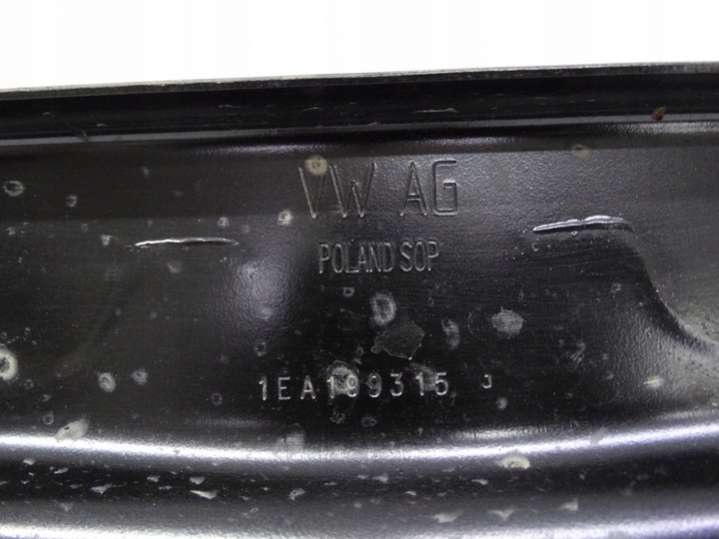 VW AG
POLAND SOP
1EA199315 J